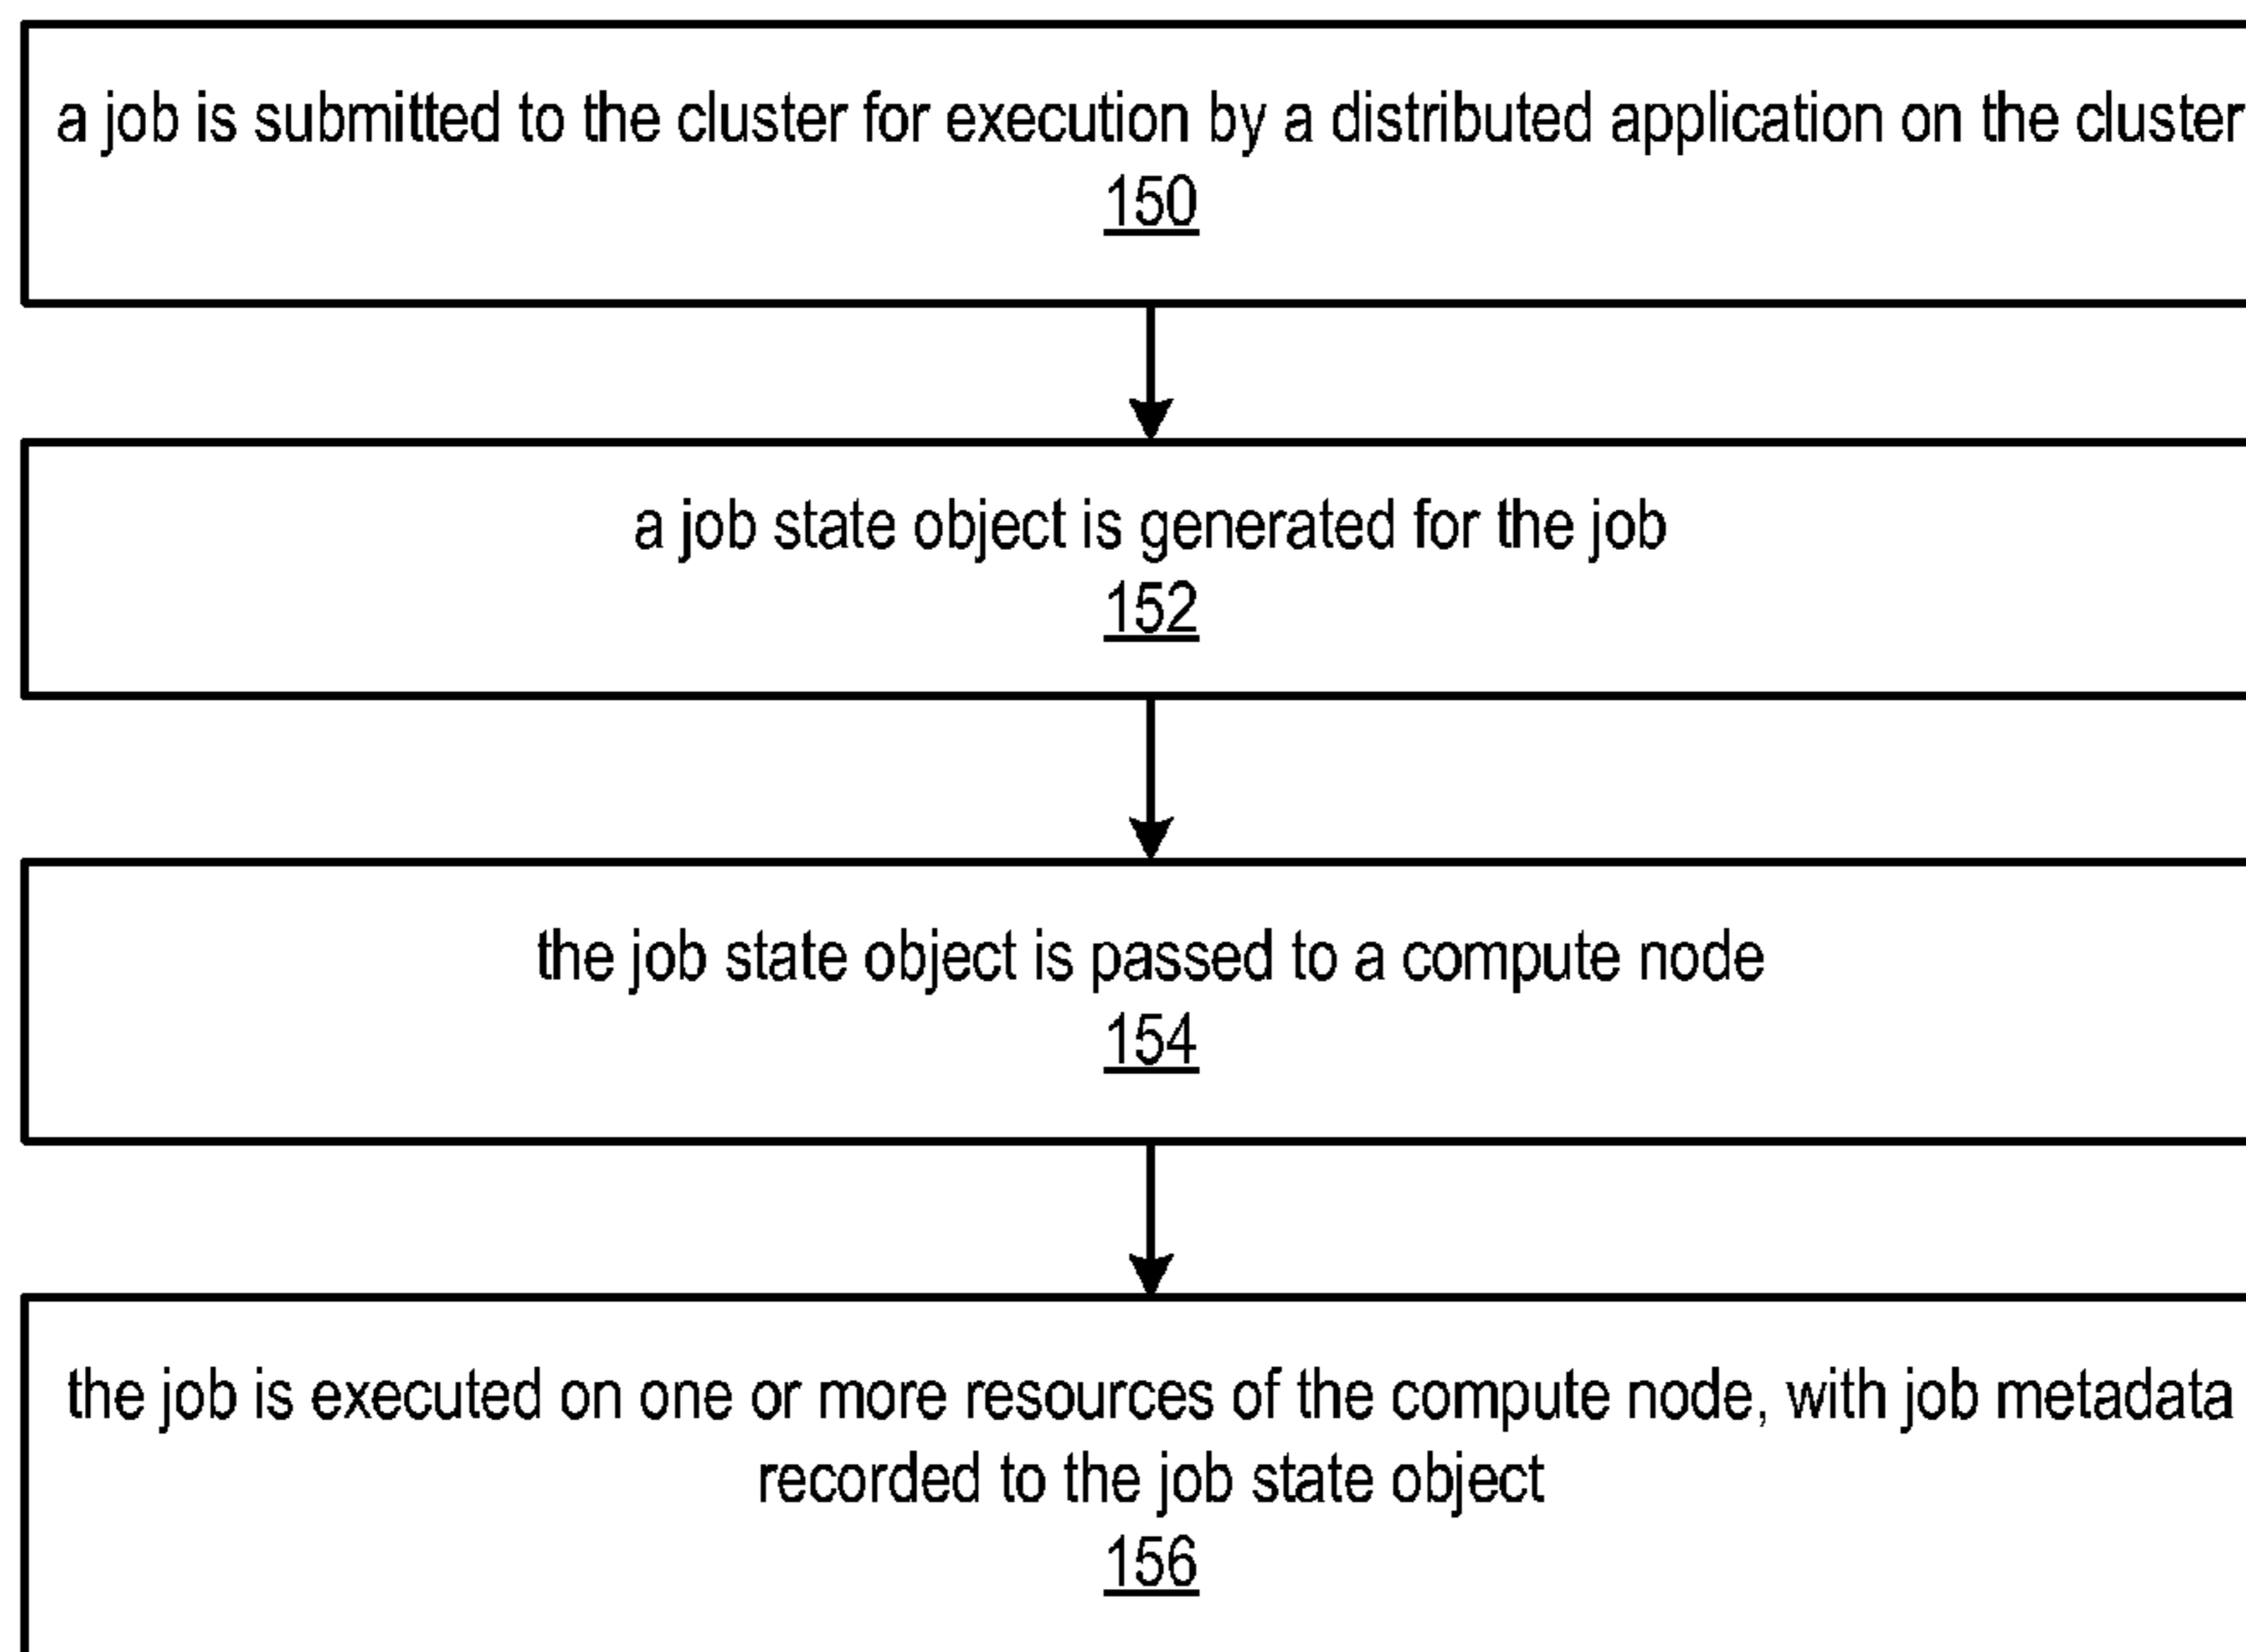 a job is submitted to the cluster for execution by a distributed application on the cluster
150
a job state object is generated for the job
152
the job state object is passed to a compute node
154
the job is executed on one or more resources of the compute node, with job metadata
recorded to the job state object
156